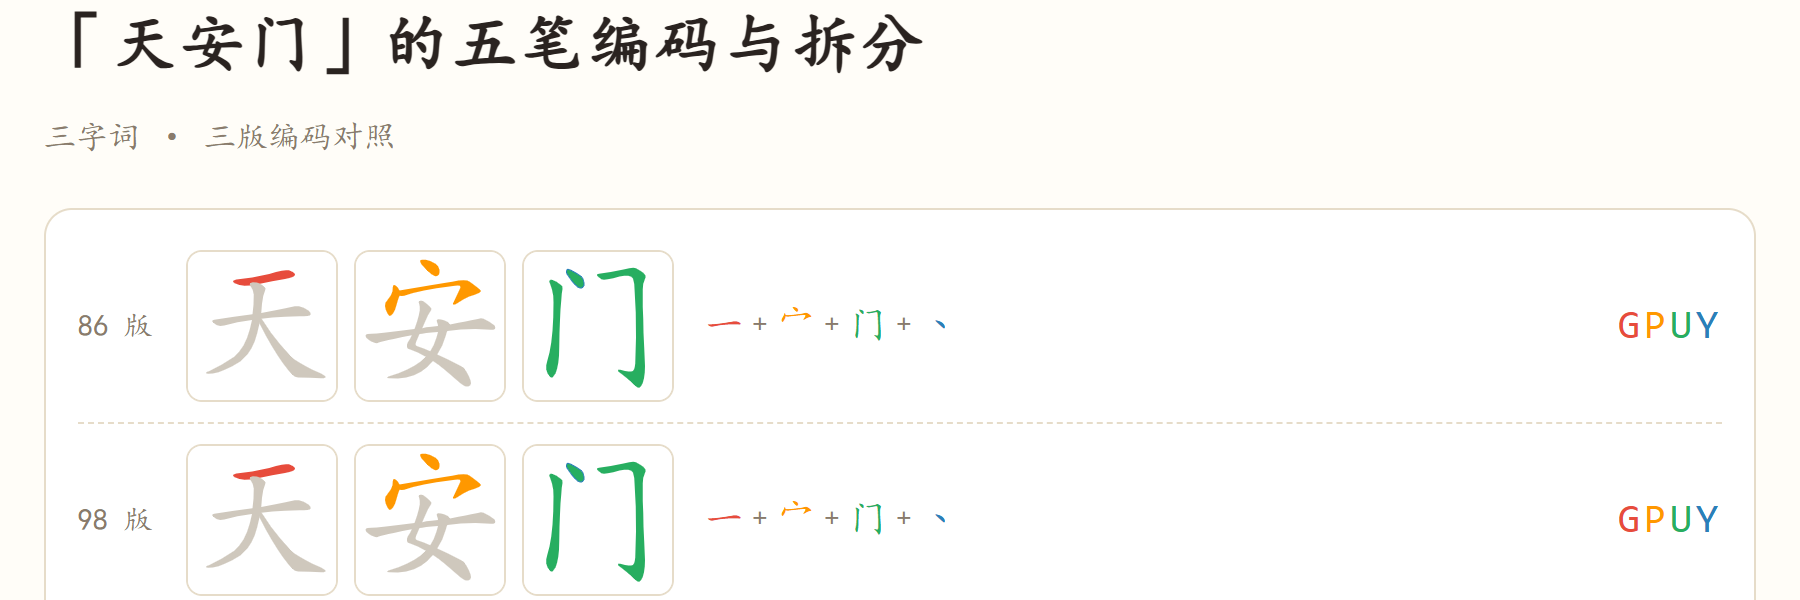 「天安门」的五笔编码与拆分
三字词 • 三版编码对照
86 版 天 安 门 一 + 宀 + 门 + 丶 GPUY
98 版 天 安 门 一 + 宀 + 门 + 丶 GPUY